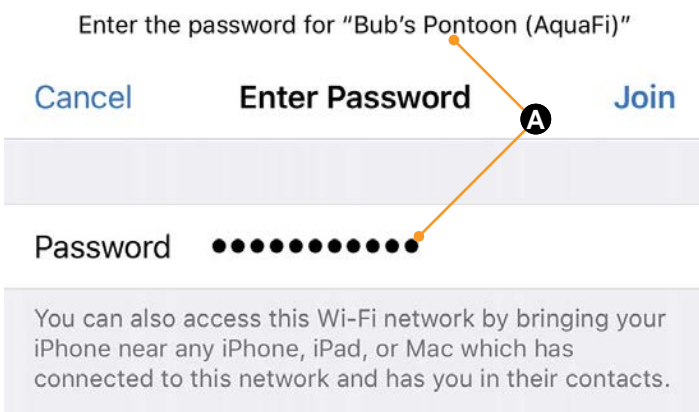 Enter the password for “Bub’s Pontoon (AquaFi)”
Cancel Enter Password Join
A
Password ●●●●●●●●●●●
You can also access this Wi-Fi network by bringing your
iPhone near any iPhone, iPad, or Mac which has
connected to this network and has you in their contacts.